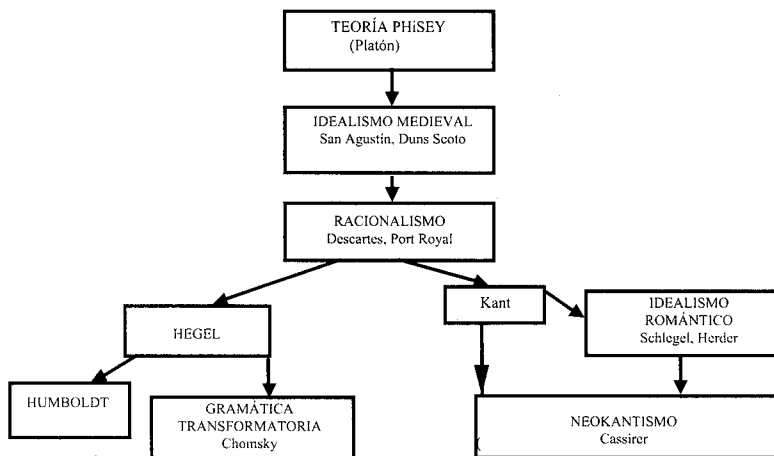 TEORÍA PHiSEY
(Platón)
IDEALISMO MEDIEVAL
San Agustín, Duns Scoto
RACIONALISMO
Descartes, Port Royal
HEGEL
Kant
IDEALISMO
ROMÁNTICO
Schlegel, Herder
HUMBOLDT
GRAMÁTICA
TRANSFORMATORIA
Chomsky
NEOKANTISMO
Cassirer